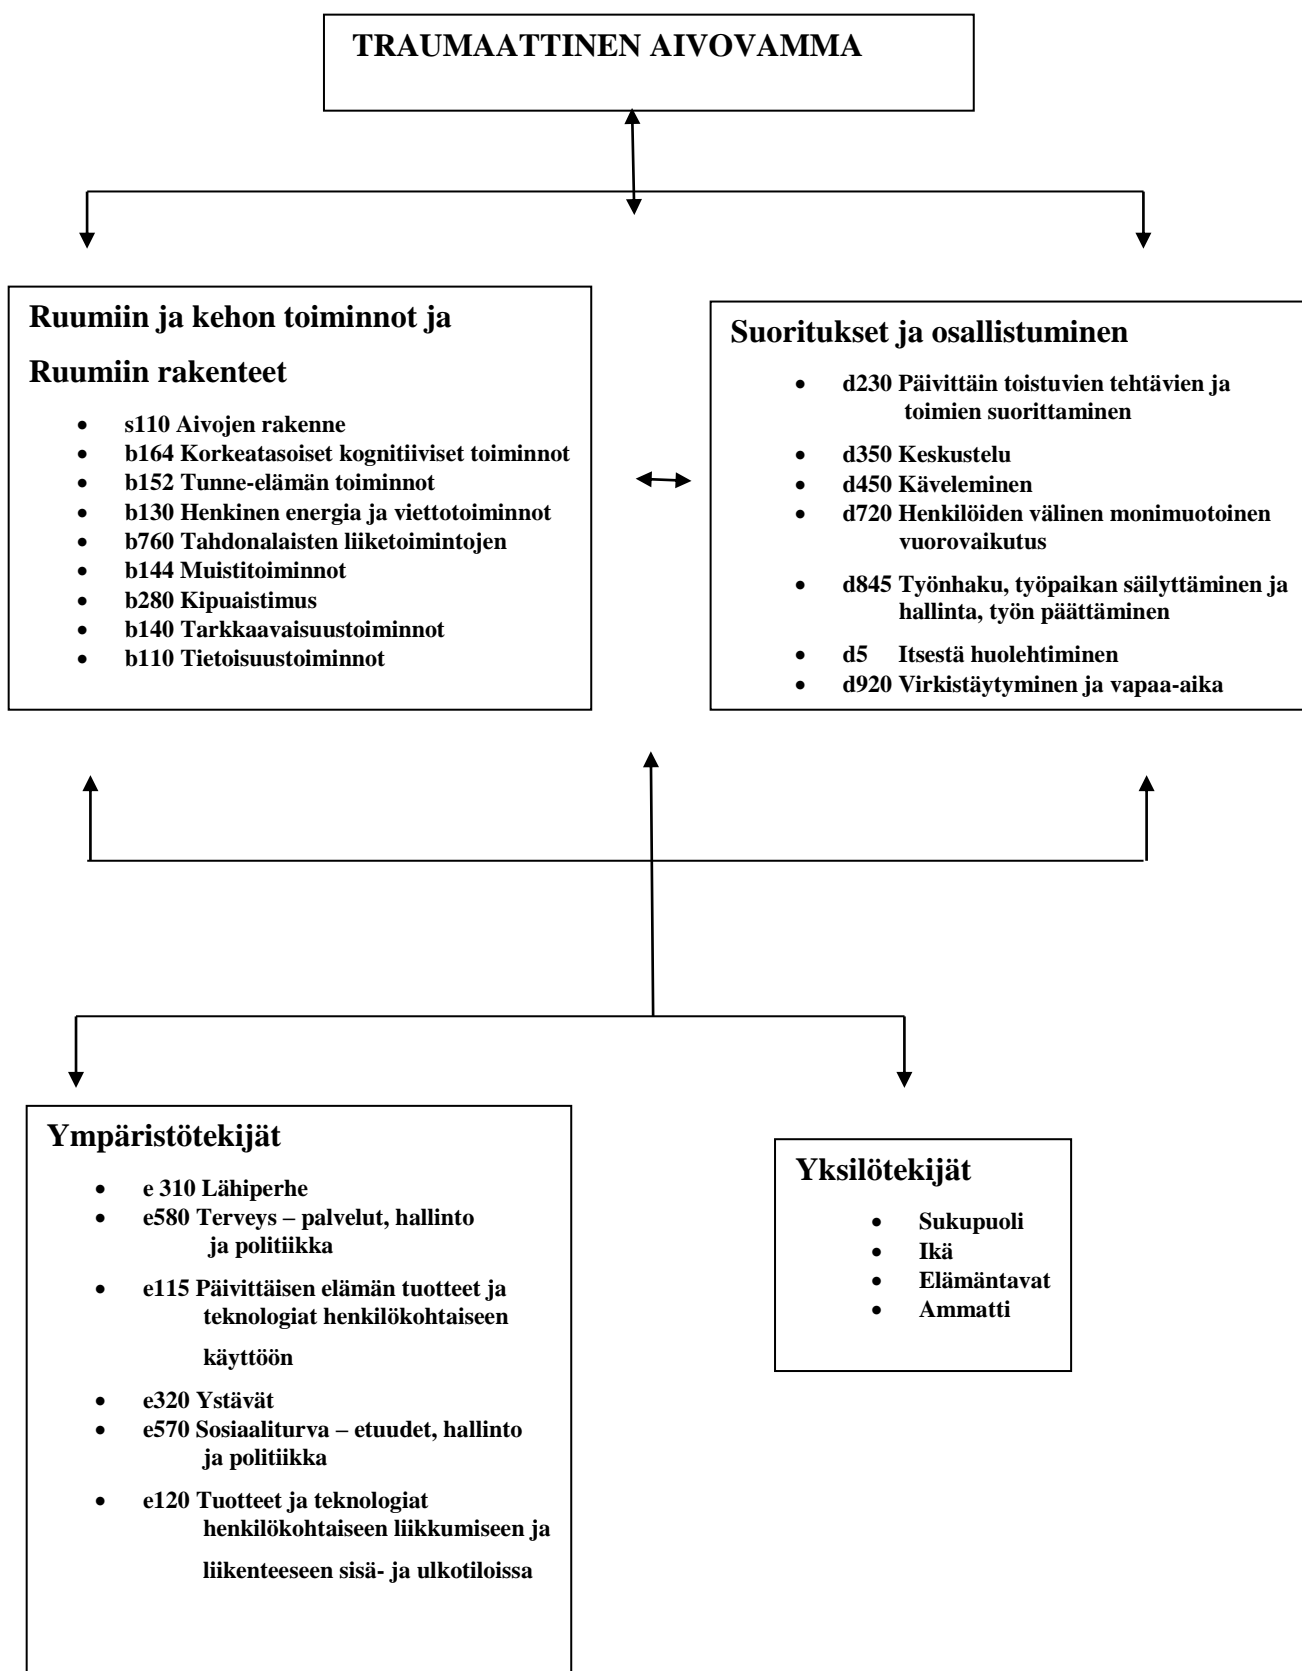 TRAUMAATTINEN AIVOVAMMA
Ruumiin ja kehon toiminnot ja
Ruumiin rakenteet
• s110 Aivojen rakenne
• b164 Korkeatasoiset kognitiiviset toiminnot
• b152 Tunne-elämän toiminnot
• b130 Henkinen energia ja viettotoiminnot
• b760 Tahdonalaisten liiketoimintojen
• b144 Muistitoiminnot
• b280 Kipuaistimus
• b140 Tarkkaavaisuustoiminnot
• b110 Tietoisuustoiminnot
Suoritukset ja osallistuminen
• d230 Päivittäin toistuvien tehtävien ja
toimien suorittaminen
• d350 Keskustelu
• d450 Käveleminen
• d720 Henkilöiden välinen monimuotoinen
vuorovaikutus
• d845 Työnhaku, työpaikan säilyttäminen ja
hallinta, työn päättäminen
• d5 Itsestä huolehtiminen
• d920 Virkistäytyminen ja vapaa-aika
Ympäristötekijät
• e 310 Lähiperhe
• e580 Terveys – palvelut, hallinto
ja politiikka
• e115 Päivittäisen elämän tuotteet ja
teknologiat henkilökohtaiseen
käyttöön
• e320 Ystävät
• e570 Sosiaaliturva – etuudet, hallinto
ja politiikka
• e120 Tuotteet ja teknologiat
henkilökohtaiseen liikkumiseen ja
liikenteeseen sisä- ja ulkotiloissa
Yksilötekijät
• Sukupuoli
• Ikä
• Elämäntavat
• Ammatti